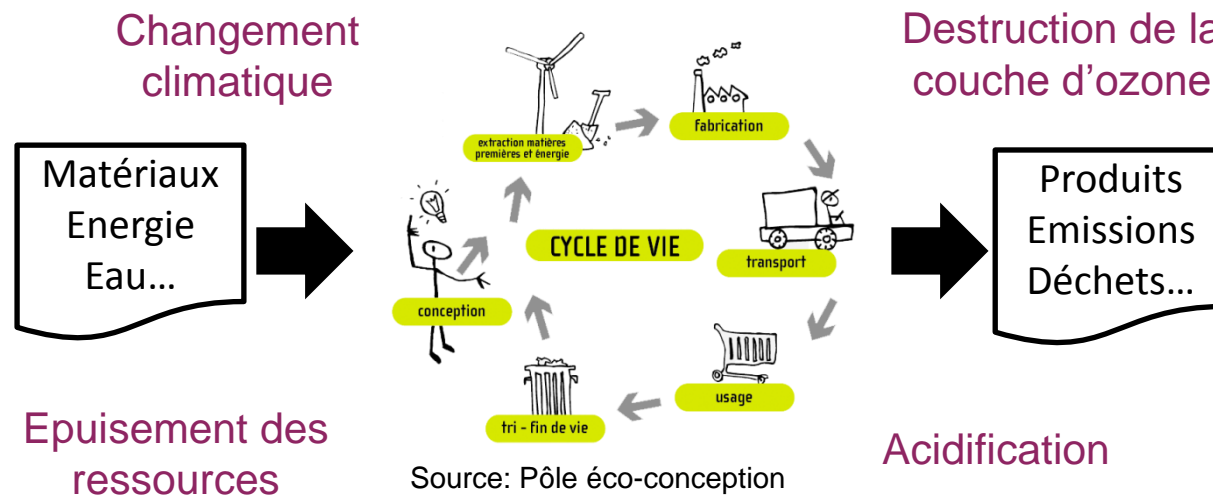 Changement
climatique
Destruction de la
couche d’ozone
Matériaux
Energie
Eau…
extraction matières
premières et énergie
fabrication
CYCLE DE VIE
transport
conception
usage
tri - fin de vie
Produits
Emissions
Déchets…
Epuisement des
ressources
Source: Pôle éco-conception
Acidification